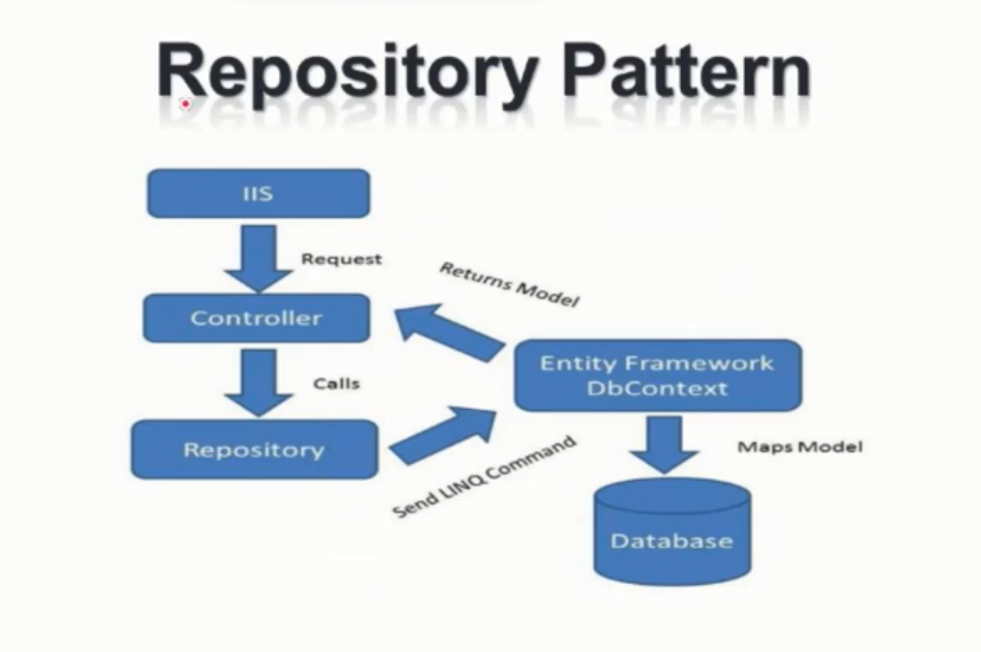 Repository Pattern
IIS
Request
Returns Model
Controller
Entity Framework
DbContext
Calls
Repository
Maps Model
Send LINQ Command
Database